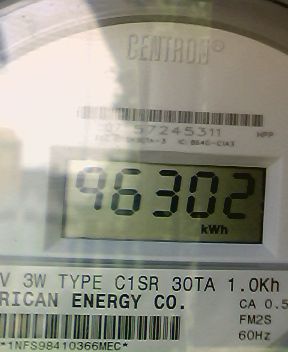 CENTRON®
57245311
HPP
96302
kWh
V 3W TYPE C1SR 30TA 1.0Kh
RICAN ENERGY CO.
CA 0.5
FM2S
60Hz
*1NFS98410366MEC*